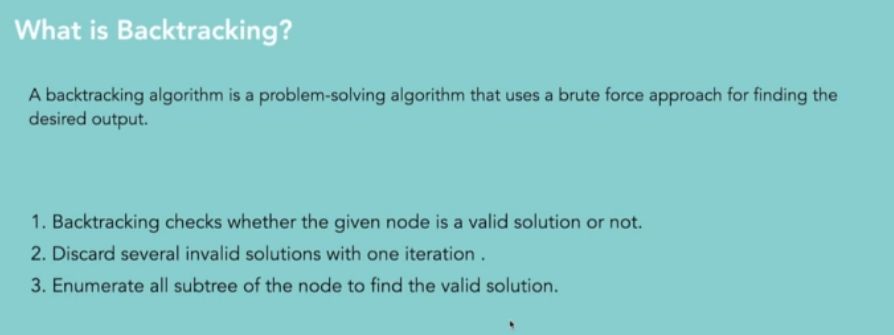 What is Backtracking?
A backtracking algorithm is a problem-solving algorithm that uses a brute force approach for finding the
desired output.
1. Backtracking checks whether the given node is a valid solution or not.
2. Discard several invalid solutions with one iteration .
3. Enumerate all subtree of the node to find the valid solution.